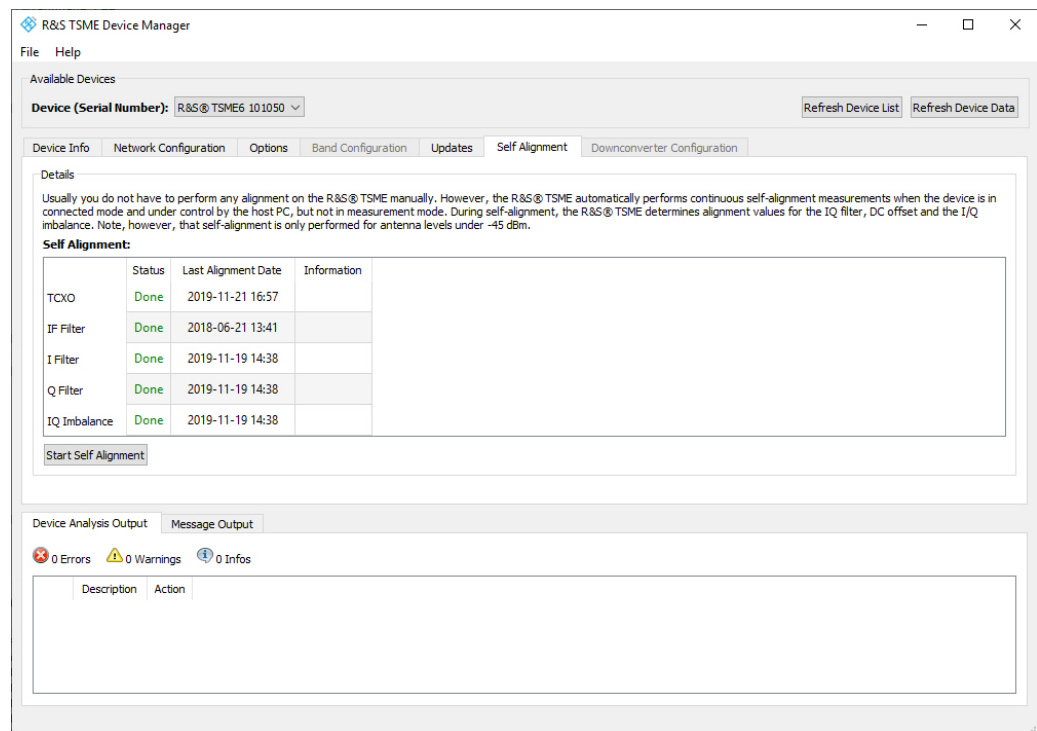 R&S TSME Device Manager
File Help
Available Devices
Device (Serial Number): R&S® TSME6 101050 Refresh Device List Refresh Device Data
Device Info Network Configuration Options Band Configuration Updates Self Alignment Downconverter Configuration
Details
Usually you do not have to perform any alignment on the R&S® TSME manually. However, the R&S® TSME automatically performs continuous self-alignment measurements when the device is in
connected mode and under control by the host PC, but not in measurement mode. During self-alignment, the R&S® TSME determines alignment values for the IQ filter, DC offset and the I/Q
imbalance. Note, however, that self-alignment is only performed for antenna levels under -45 dBm.
Self Alignment:
Status Last Alignment Date Information
TCXO Done 2019-11-21 16:57
IF Filter Done 2018-06-21 13:41
I Filter Done 2019-11-19 14:38
Q Filter Done 2019-11-19 14:38
IQ Imbalance Done 2019-11-19 14:38
Start Self Alignment
Device Analysis Output Message Output
0 Errors 0 Warnings 0 Infos
Description Action